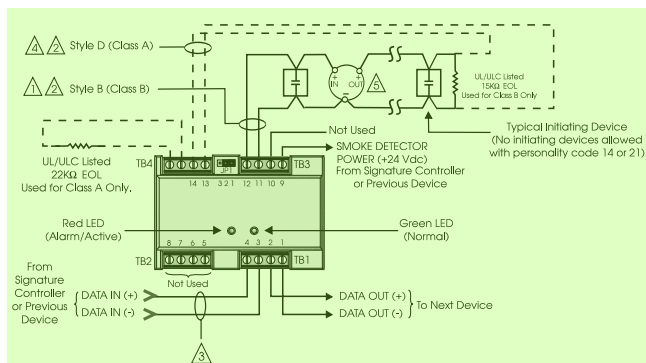 4 2 Style D (Class A)
1 2 Style B (Class B)
+ IN
+ OUT
−
5
UL/ULC Listed
15KΩ EOL
Used for Class B Only
Not Used
SMOKE DETECTOR
POWER (+24 Vdc)
From Signature Controller
or Previous Device
Typical Initiating Device
(No initiating devices allowed
with personality code 14 or 21)
UL/ULC Listed
22KΩ EOL
Used for Class A Only.
TB4
14 13
JP1
3 2 1
12 11 10 9
TB3
Red LED
(Alarm/Active)
Green LED
(Normal)
8 7 6 5
4 3 2 1
TB2
TB1
Not Used
From
Signature
Controller
or Previous
Device
DATA IN (+)
DATA IN (-)
DATA OUT (+)
DATA OUT (-)
To Next Device
3